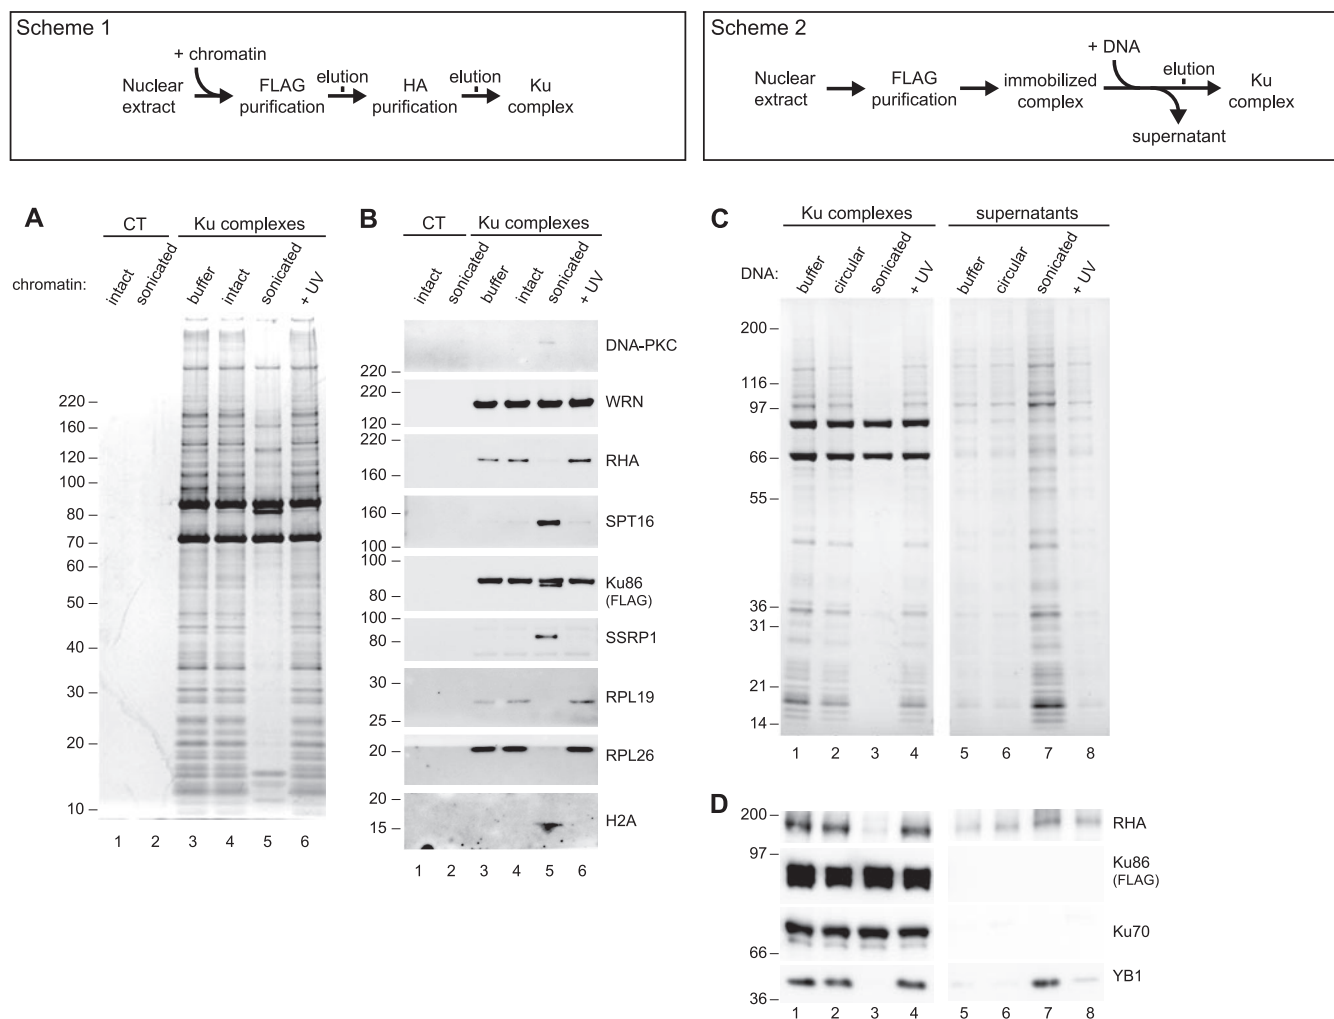 Scheme 1
+ chromatin
Nuclear extract
FLAG purification
elution
HA purification
elution
Ku complex
Scheme 2
+ DNA
Nuclear extract
FLAG purification
immobilized complex
elution
Ku complex
supernatant
A
CT
Ku complexes
chromatin:
intact
sonicated
buffer
intact
sonicated
+ UV
220
160
120
100
80
70
60
50
40
30
20
10
1 2 3 4 5 6
B
CT
Ku complexes
intact
sonicated
buffer
intact
sonicated
+ UV
DNA-PKC
220
220
WRN
120
220
RHA
160
160
SPT16
100
100
Ku86
(FLAG)
80
100
SSRP1
80
30
RPL19
25
20
RPL26
20
H2A
15
1 2 3 4 5 6
C
Ku complexes
supernatants
DNA:
buffer
circular
sonicated
+ UV
buffer
circular
sonicated
+ UV
200
116
97
66
55
36
31
21
14
1 2 3 4 5 6 7 8
D
200
RHA
97
Ku86
(FLAG)
Ku70
66
YB1
36
1 2 3 4 5 6 7 8